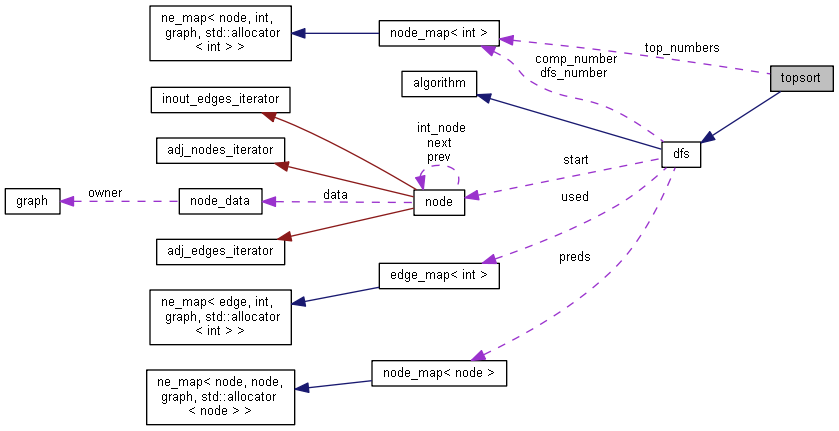 ne_map< node, int,
graph, std::allocator
< int > >
node_map< int >
top_numbers
topsort
comp_number
dfs_number
algorithm
inout_edges_iterator
int_node
next
prev
adj_nodes_iterator
dfs
start
owner
data
graph
node_data
node
used
adj_edges_iterator
preds
edge_map< int >
ne_map< edge, int,
graph, std::allocator
< int > >
node_map< node >
ne_map< node, node,
graph, std::allocator
< node > >